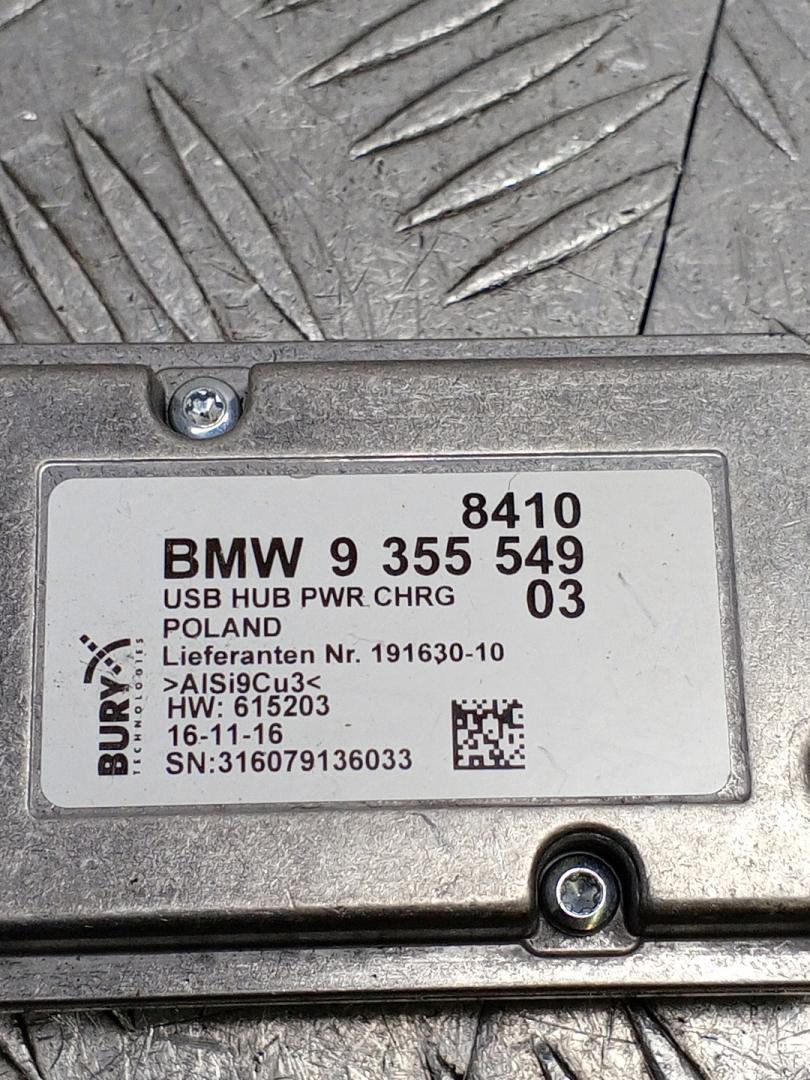 8410
BMW 9 355 549
USB HUB PWR CHRG 03
POLAND
Lieferanten Nr. 191630-10
>AlSi9Cu3<
HW: 615203
16-11-16
SN:316079136033
BURY
TECHNOLOGIES